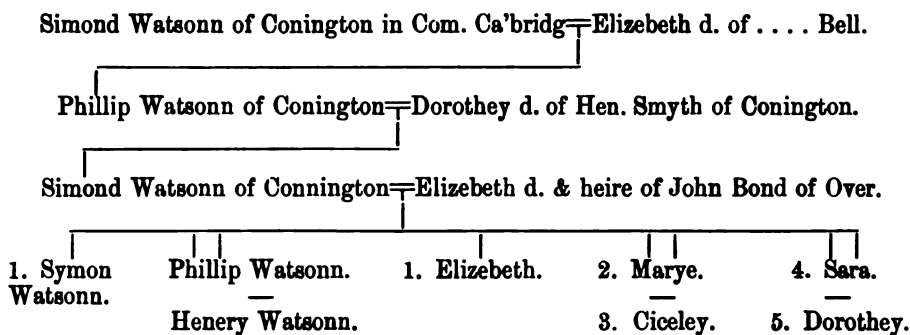 Simond Watsonn of Conington in Com. Ca'bridg=Elizebeth d. of . . . . Bell.
Phillip Watsonn of Conington=Dorothey d. of Hen. Smyth of Conington.
Simond Watsonn of Connington=Elizebeth d. & heire of John Bond of Over.
1. Symon Phillip Watsonn. 1. Elizebeth. 2. Marye. 4. Sara.
Watsonn.
Henery Watsonn. 3. Ciceley. 5. Dorothey.